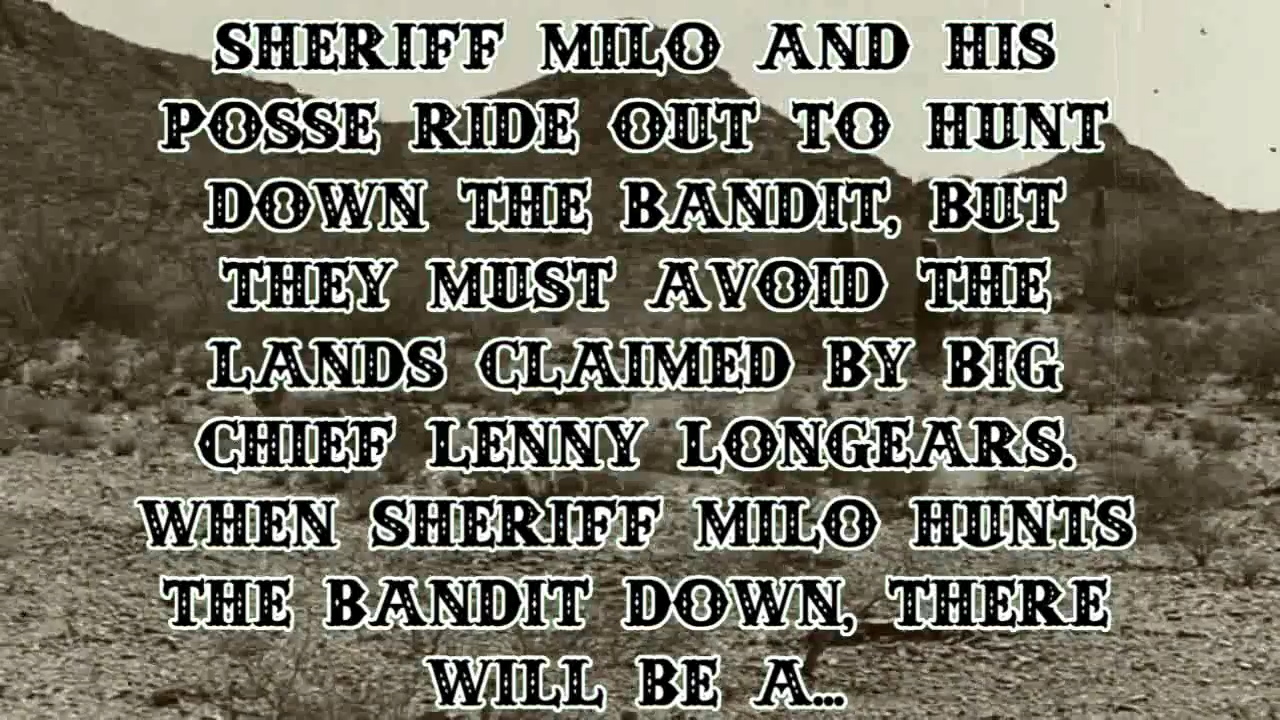 SHERIFF MILO AND HIS
POSSE RIDE OUT TO HUNT
DOWN THE BANDIT, BUT
THEY MUST AVOID THE
LANDS CLAIMED BY BIG
CHIEF LENNY LONGEARS.
WHEN SHERIFF MILO HUNTS
THE BANDIT DOWN, THERE
WILL BE A...